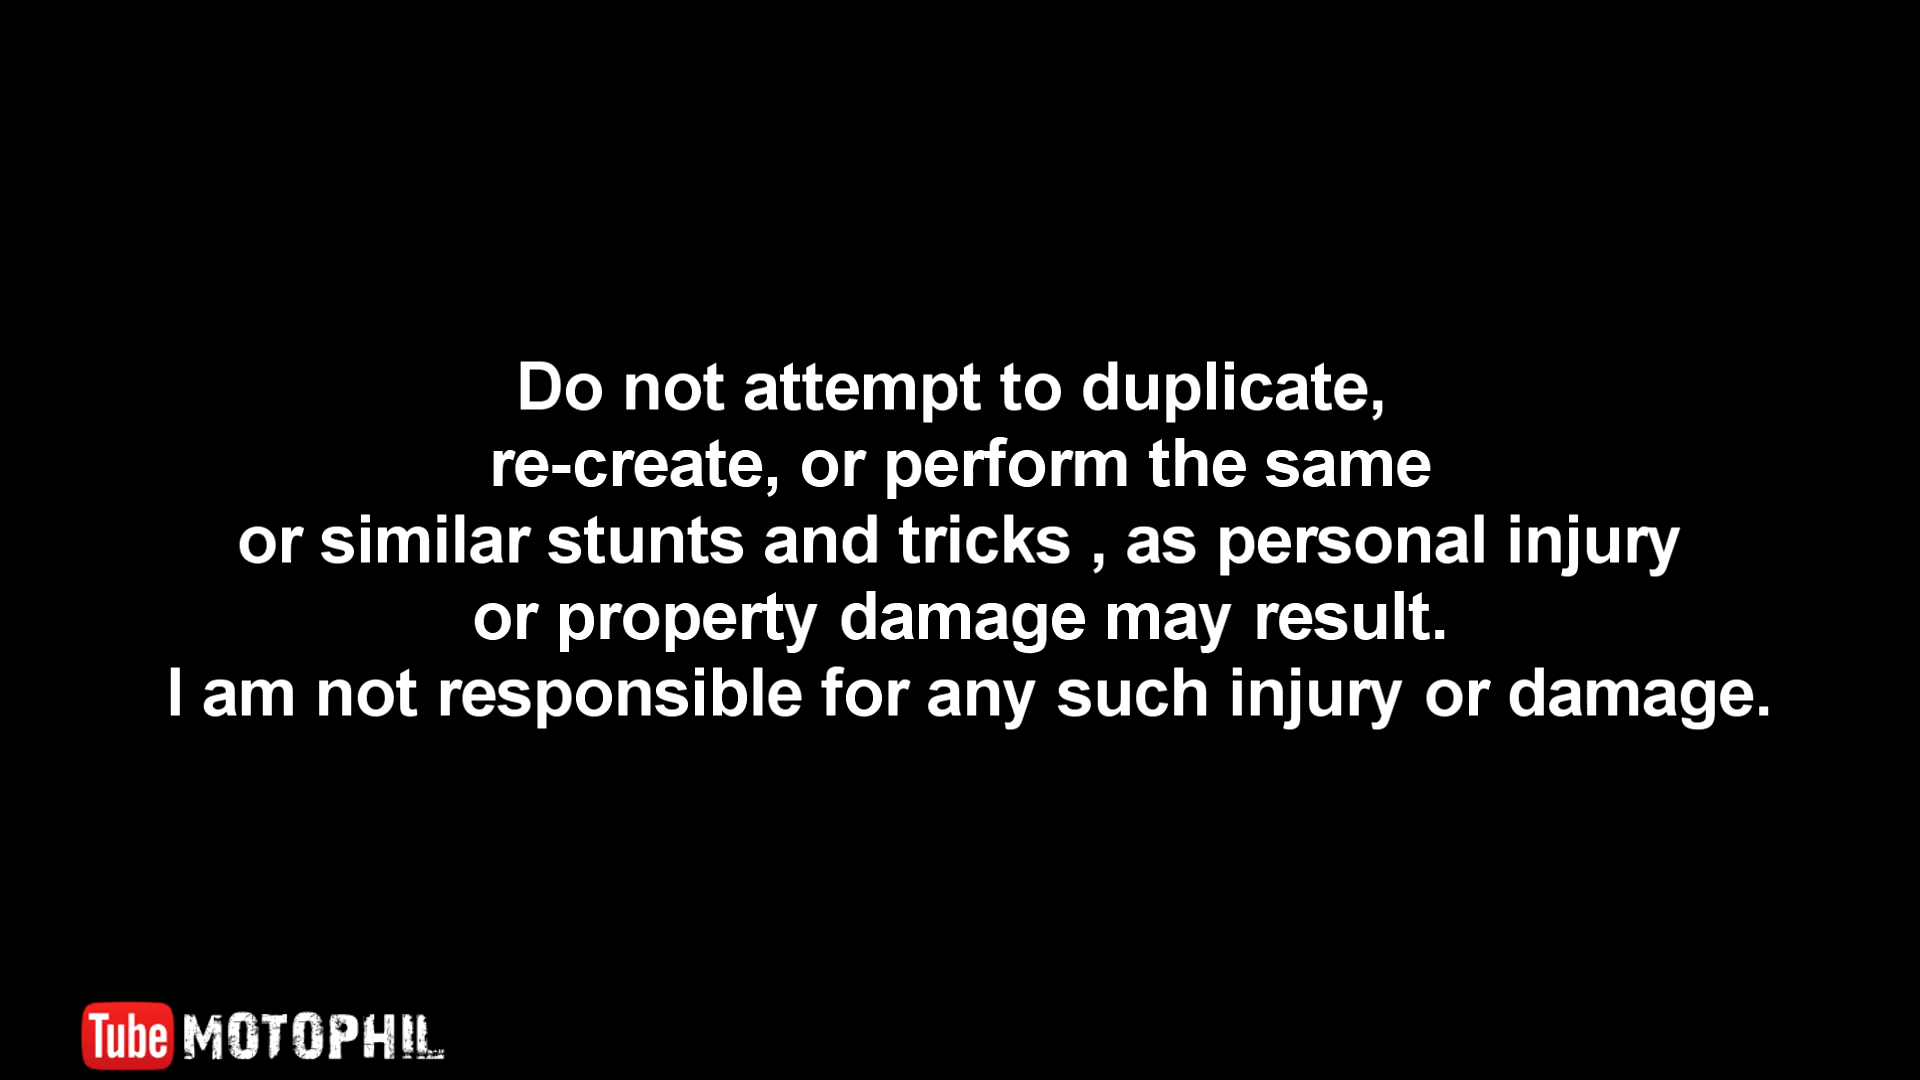 Do not attempt to duplicate,
re-create, or perform the same
or similar stunts and tricks , as personal injury
or property damage may result.
I am not responsible for any such injury or damage.
Tube MOTOPHIL